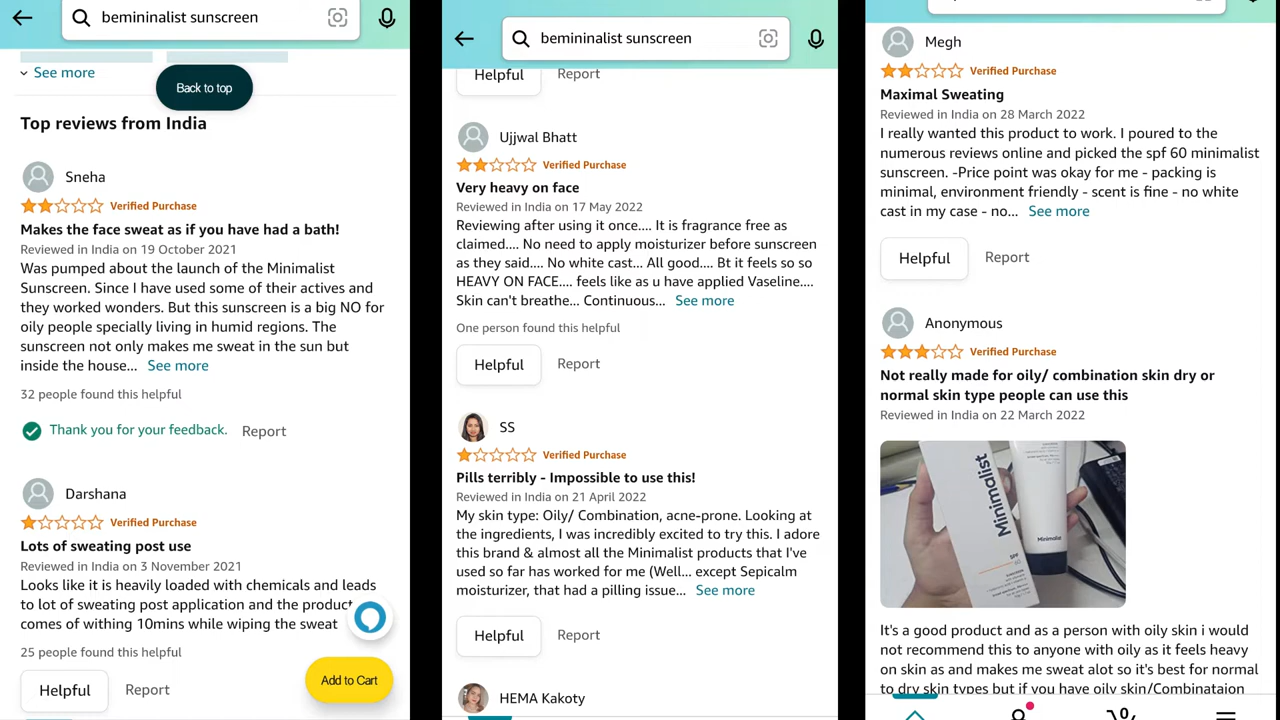 bemininalist sunscreen
See more
Back to top
Top reviews from India
Sneha
Verified Purchase
Makes the face sweat as if you have had a bath!
Reviewed in India on 19 October 2021
Was pumped about the launch of the Minimalist
Sunscreen. Since I have used some of their actives and
they worked wonders. But this sunscreen is a big NO for
oily people specially living in humid regions. The
sunscreen not only makes me sweat in the sun but
inside the house... See more
32 people found this helpful
Thank you for your feedback. Report
Darshana
Verified Purchase
Lots of sweating post use
Reviewed in India on 3 November 2021
Looks like it is heavily loaded with chemicals and leads
to lot of sweating post application and the product
comes of withing 10mins while wiping the sweat
25 people found this helpful
Add to Cart
Helpful Report
bemininalist sunscreen
Helpful Report
Ujjwal Bhatt
Verified Purchase
Very heavy on face
Reviewed in India on 17 May 2022
Reviewing after using it once.... It is fragrance free as
claimed.... No need to apply moisturizer before sunscreen
as they said.... No white cast... All good.... Bt it feels so so
HEAVY ON FACE.... feels like as u have applied Vaseline....
Skin can't breathe... Continuous... See more
One person found this helpful
Helpful Report
SS
Verified Purchase
Pills terribly - Impossible to use this!
Reviewed in India on 21 April 2022
My skin type: Oily/ Combination, acne-prone. Looking at
the ingredients, I was incredibly excited to try this. I adore
this brand & almost all the Minimalist products that I've
used so far has worked for me (Well... except Sepicalm
moisturizer, that had a pilling issue... See more
Helpful Report
HEMA Kakoty
Megh
Verified Purchase
Maximal Sweating
Reviewed in India on 28 March 2022
I really wanted this product to work. I poured to the
numerous reviews online and picked the spf 60 minimalist
sunscreen. -Price point was okay for me - packing is
minimal, environment friendly - scent is fine - no white
cast in my case - no... See more
Helpful Report
Anonymous
Verified Purchase
Not really made for oily/ combination skin dry or
normal skin type people can use this
Reviewed in India on 22 March 2022
Minimalist
SPF
60
Minimalist
It's a good product and as a person with oily skin i would
not recommend this to anyone with oily as it feels heavy
on skin as and makes me sweat alot so it's best for normal
to dry skin types but if you have oily skin/Combinataion
0